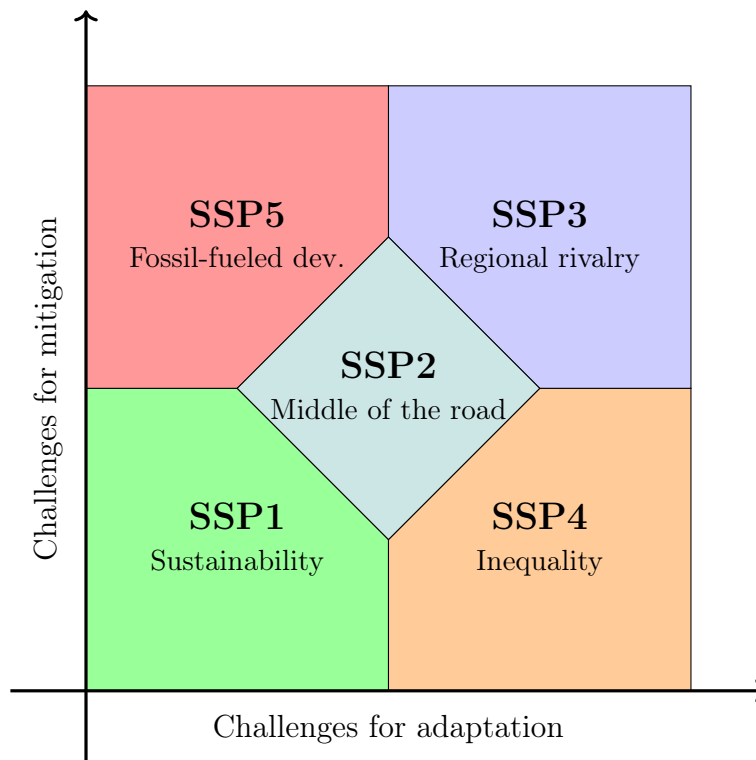 SSP5
Fossil-fueled dev.
SSP3
Regional rivalry
SSP2
Middle of the road
SSP1
Sustainability
SSP4
Inequality
Challenges for mitigation
Challenges for adaptation